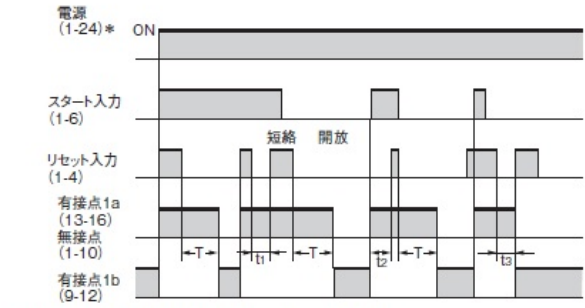 電源
(1-24)* ON
スタート入力
(1-6)
短絡 開放
リセット入力
(1-4)
有接点1a
(13-16)
無接点
(1-10)
T t1 T t2 T t3
有接点1b
(9-12)